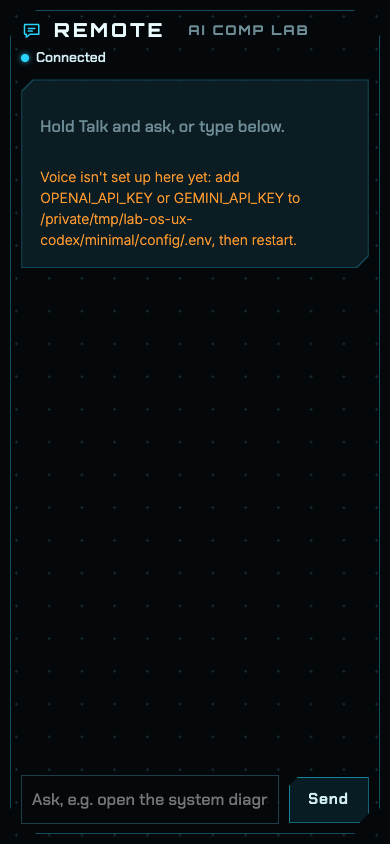 REMOTE AI COMP LAB
Connected
Hold Talk and ask, or type below.
Voice isn't set up here yet: add
OPENAI_API_KEY or GEMINI_API_KEY to
/private/tmp/lab-os-ux-
codex/minimal/config/.env, then restart.
Ask, e.g. open the system diagr
Send